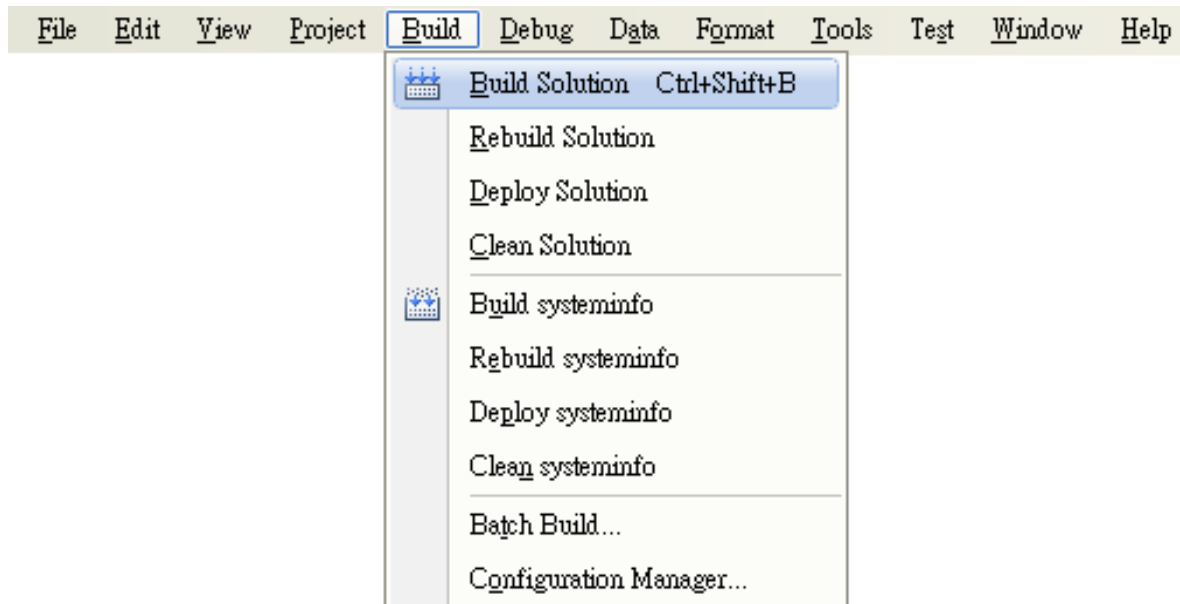 File Edit View Project Build Debug Data Format Tools Test Window Help
Build Solution Ctrl+Shift+B
Rebuild Solution
Deploy Solution
Clean Solution
Build systeminfo
Rebuild systeminfo
Deploy systeminfo
Clean systeminfo
Batch Build...
Configuration Manager...